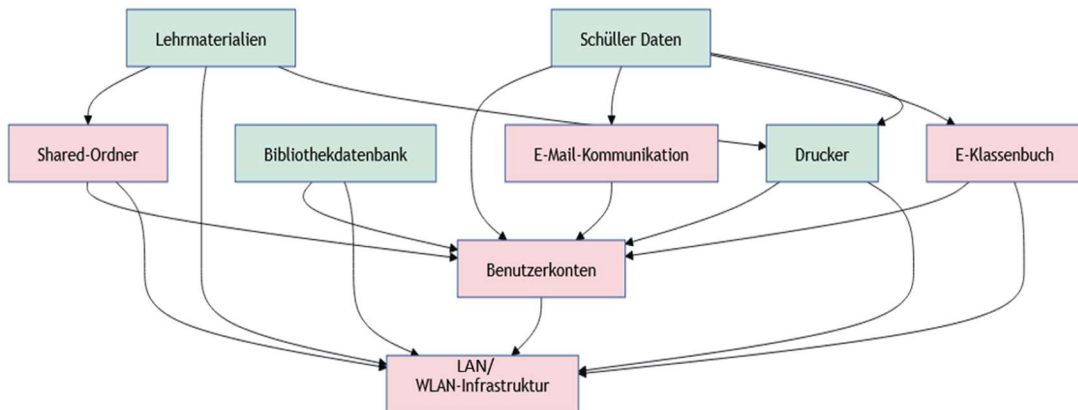 Lehrmaterialien
Schüller Daten
Shared-Ordner
Bibliothekdatenbank
E-Mail-Kommunikation
Drucker
E-Klassenbuch
Benutzerkonten
LAN/
WLAN-Infrastruktur